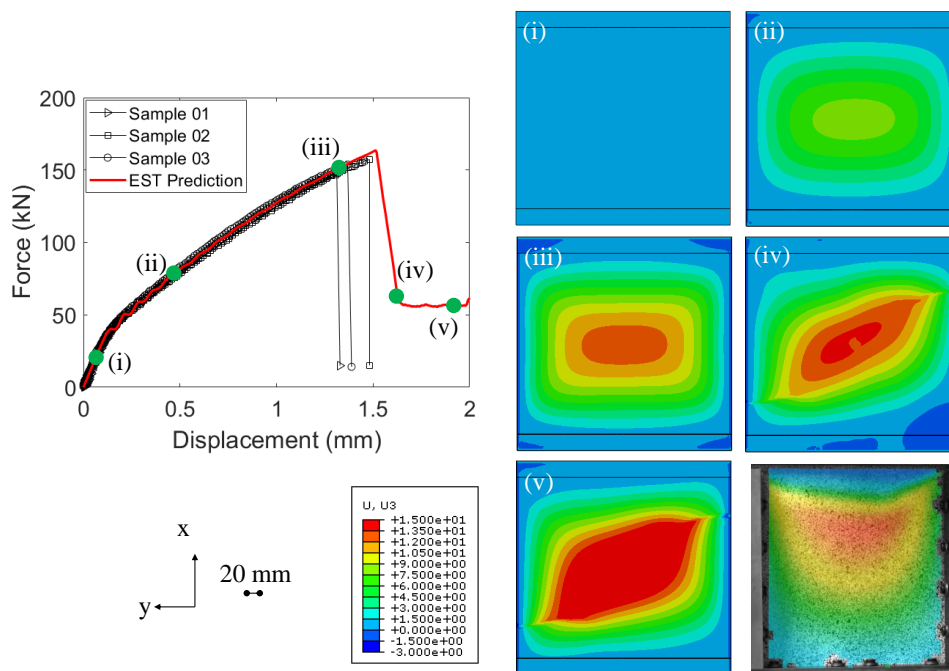 (i)
(ii)
200
150
100
50
0
Force (kN)
Sample 01
Sample 02
Sample 03
EST Prediction
(iii)
(ii)
(i)
(iv)
(v)
0
0.5
1
1.5
2
Displacement (mm)
(iii)
(iv)
(v)
x
y
20 mm
U, U3
+1.500e+01
+1.350e+01
+1.200e+01
+1.050e+01
+9.000e+00
+7.500e+00
+6.000e+00
+4.500e+00
+3.000e+00
+1.500e+00
+0.000e+00
-1.500e+00
-3.000e+00